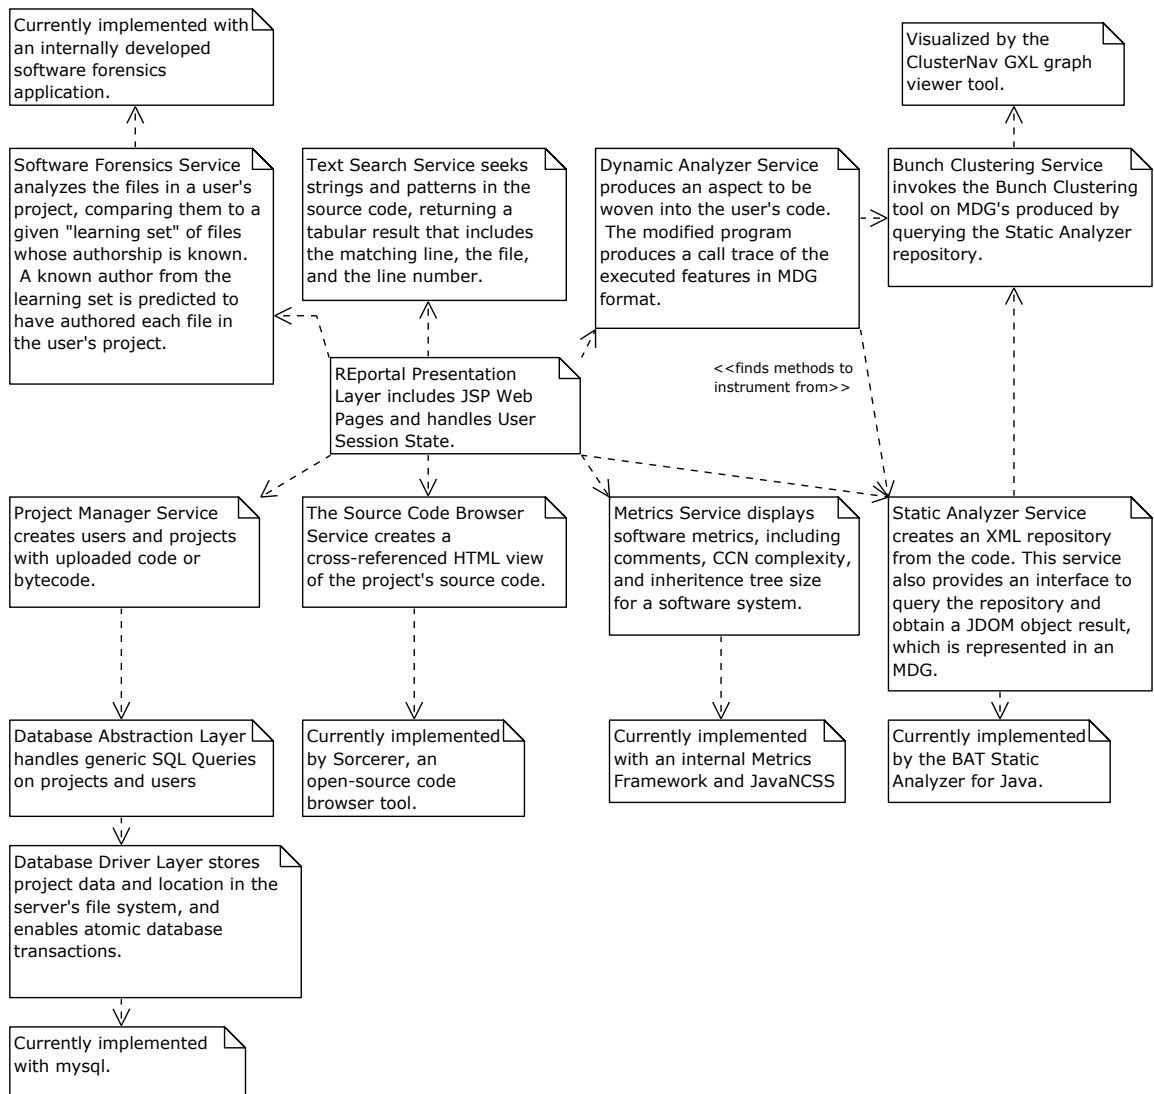 Currently implemented with
an internally developed
software forensics
application.
Visualized by the
ClusterNav GXL graph
viewer tool.
Software Forensics Service
analyzes the files in a user's
project, comparing them to a
given "learning set" of files
whose authorship is known.
A known author from the
learning set is predicted to
have authored each file in
the user's project.
Text Search Service seeks
strings and patterns in the
source code, returning a
tabular result that includes
the matching line, the file,
and the line number.
Dynamic Analyzer Service
produces an aspect to be
woven into the user's code.
The modified program
produces a call trace of the
executed features in MDG
format.
Bunch Clustering Service
invokes the Bunch Clustering
tool on MDG's produced by
querying the Static Analyzer
repository.
REportal Presentation
Layer includes JSP Web
Pages and handles User
Session State.
<<finds methods to
instrument from>>
Project Manager Service
creates users and projects
with uploaded code or
bytecode.
The Source Code Browser
Service creates a
cross-referenced HTML view
of the project's source code.
Metrics Service displays
software metrics, including
comments, CCN complexity,
and inheritence tree size
for a software system.
Static Analyzer Service
creates an XML repository
from the code. This service
also provides an interface to
query the repository and
obtain a JDOM object result,
which is represented in an
MDG.
Database Abstraction Layer
handles generic SQL Queries
on projects and users
Currently implemented
by Sorcerer, an
open-source code
browser tool.
Currently implemented
with an internal Metrics
Framework and JavaNCSS
Currently implemented
by the BAT Static
Analyzer for Java.
Database Driver Layer stores
project data and location in the
server's file system, and
enables atomic database
transactions.
Currently implemented
with mysql.